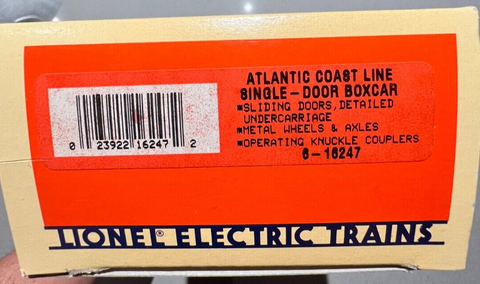 ATLANTIC COAST LINE
SINGLE-DOOR BOXCAR
■SLIDING DOORS, DETAILED
UNDERCARRIAGE
■METAL WHEELS & AXLES
■OPERATING KNUCKLE COUPLERS
6-16247
0 23922 16247 2
LIONEL® ELECTRIC TRAINS